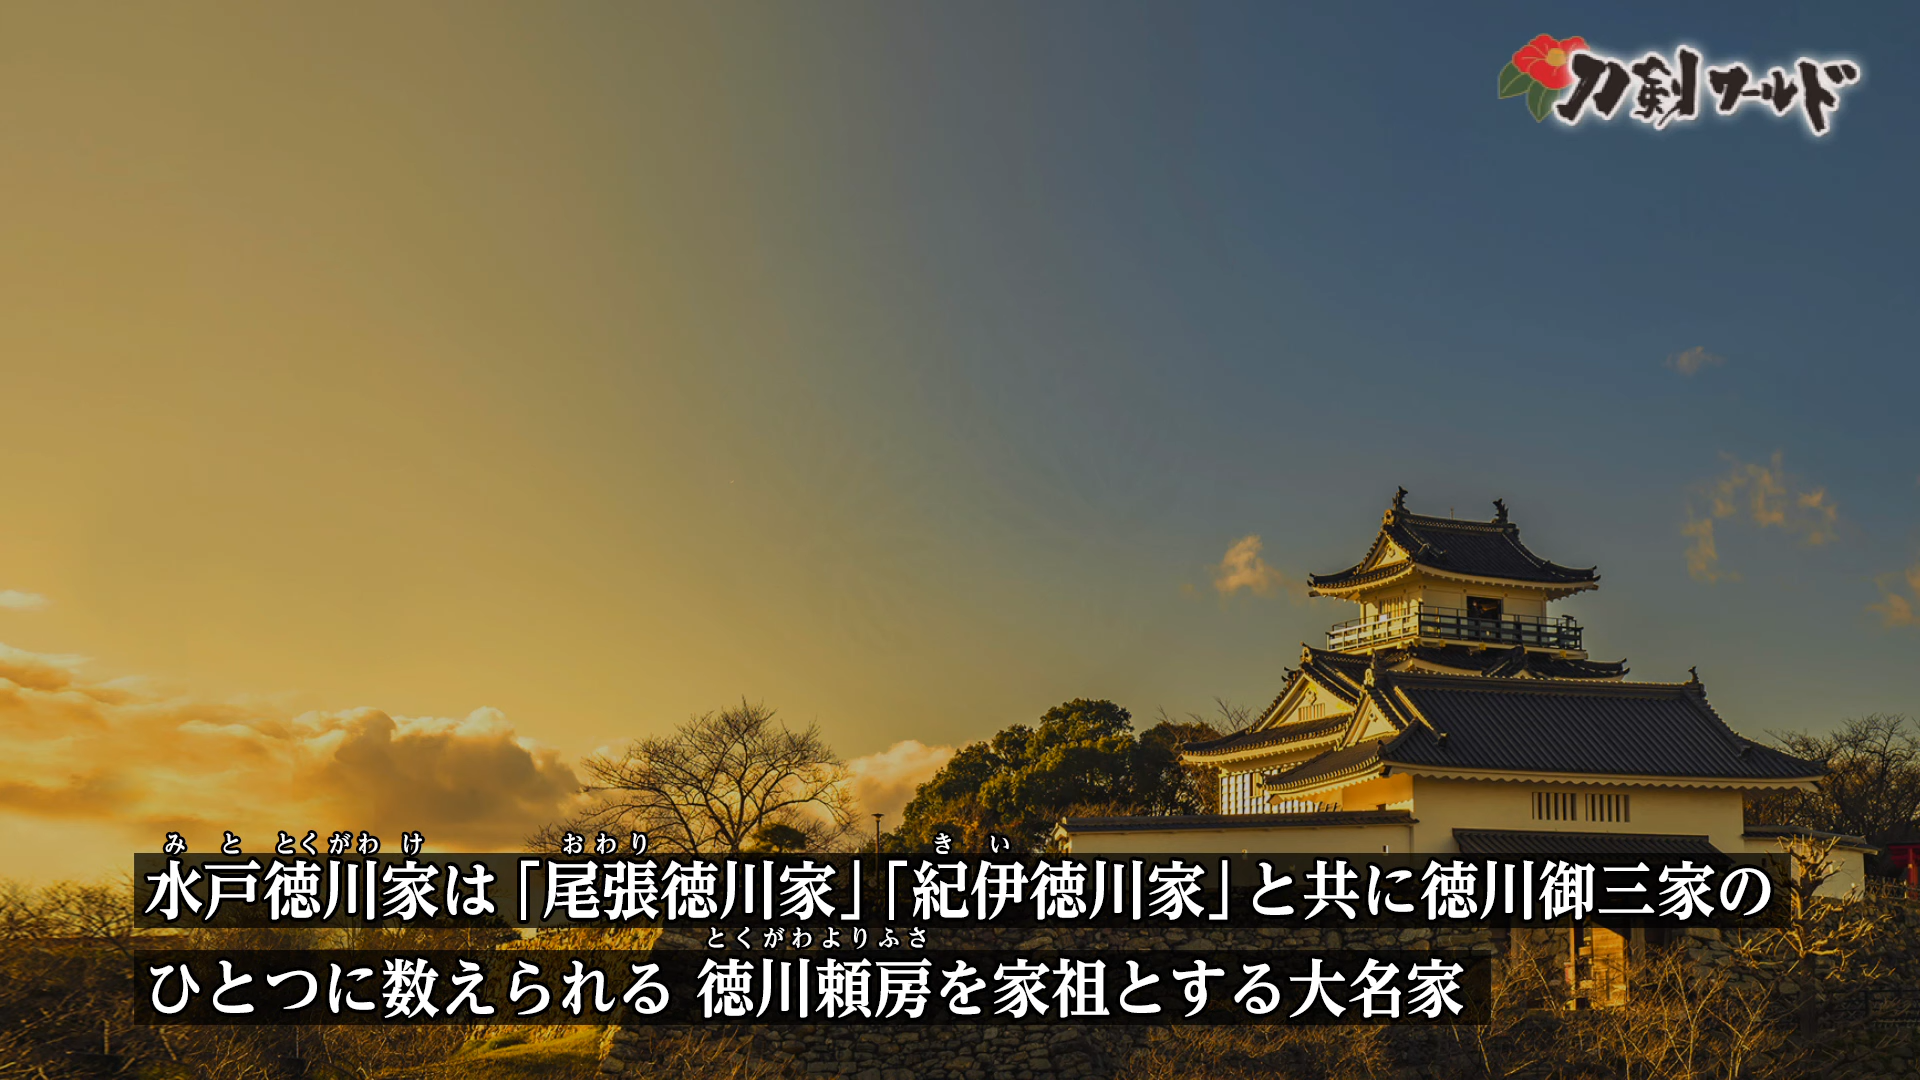 刀剣ワールド
みと とくがわけ おわり きい
水戸徳川家は「尾張徳川家」「紀伊徳川家」と共に徳川御三家の
とくがわよりふさ
ひとつに数えられる 徳川頼房を家祖とする大名家